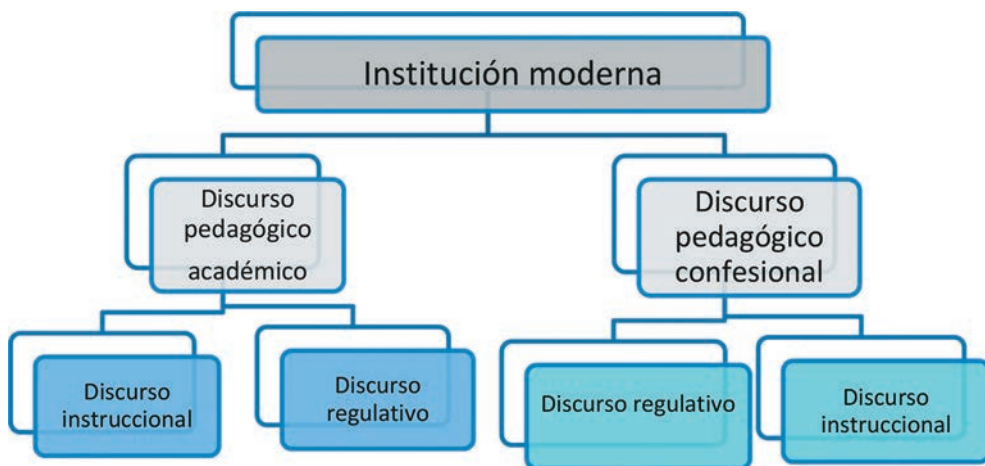 Institución moderna
Discurso
pedagógico
académico
Discurso
pedagógico
confesional
Discurso
instruccional
Discurso
regulativo
Discurso regulativo
Discurso
instruccional